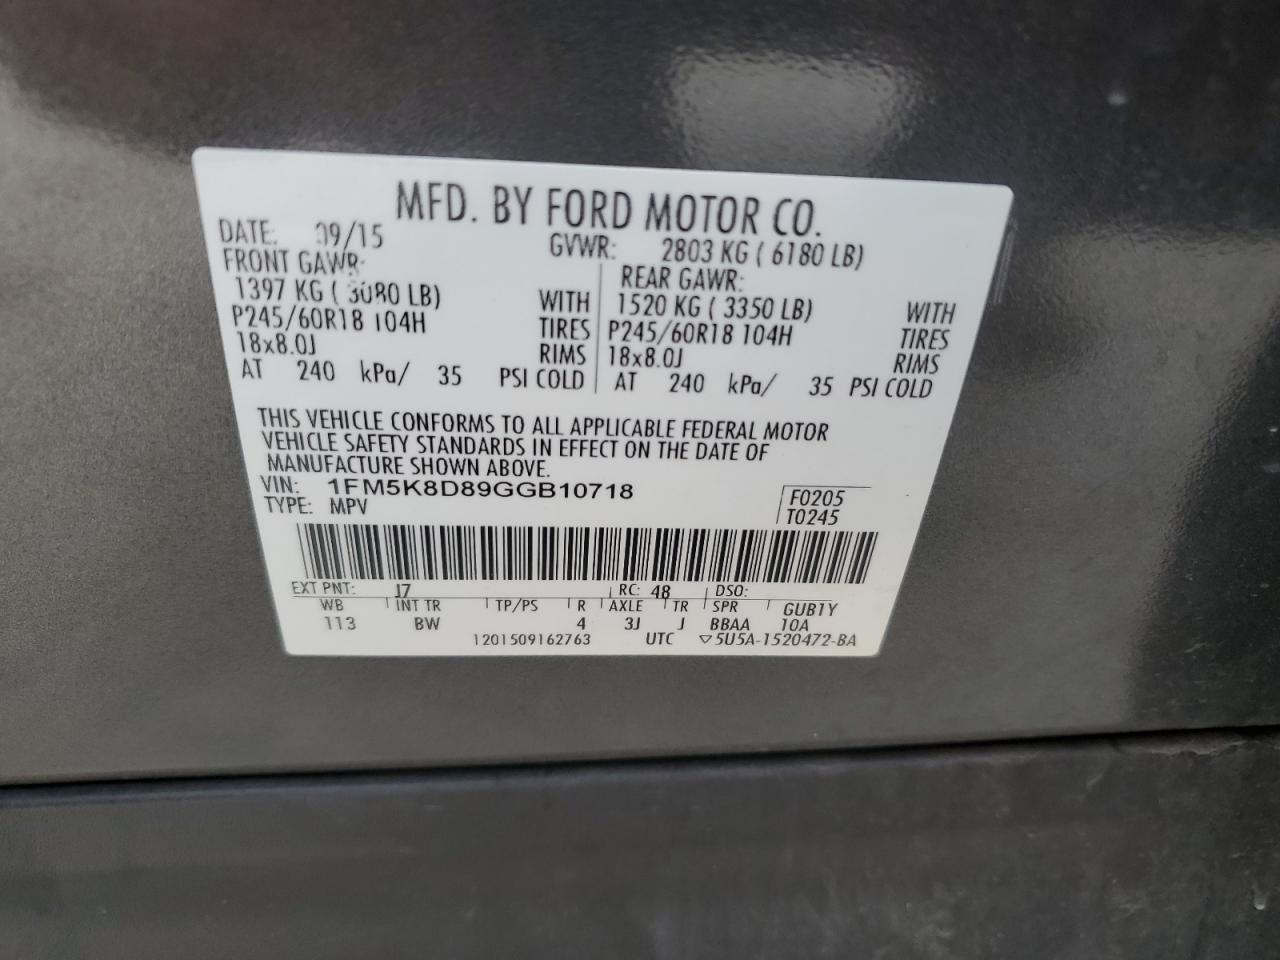 MFD. BY FORD MOTOR CO.
DATE: 09/15 GVWR: 2803 KG ( 6180 LB)
FRONT GAWR: REAR GAWR:
1397 KG ( 3080 LB) WITH 1520 KG ( 3350 LB) WITH
P245/60R18 104H TIRES P245/60R18 104H TIRES
18x8.0J RIMS 18x8.0J RIMS
AT 240 kPa/ 35 PSI COLD AT 240 kPa/ 35 PSI COLD
THIS VEHICLE CONFORMS TO ALL APPLICABLE FEDERAL MOTOR
VEHICLE SAFETY STANDARDS IN EFFECT ON THE DATE OF
MANUFACTURE SHOWN ABOVE.
VIN: 1FM5K8D89GGB10718 F0205
TYPE: MPV T0245
EXT PNT: J7 RC: 48 DSO:
WB INT TR TP/PS R AXLE TR SPR GUB1Y
113 BW 4 3J J BBAA 10A
1201509162763 UTC ▽5U5A-1520472-BA